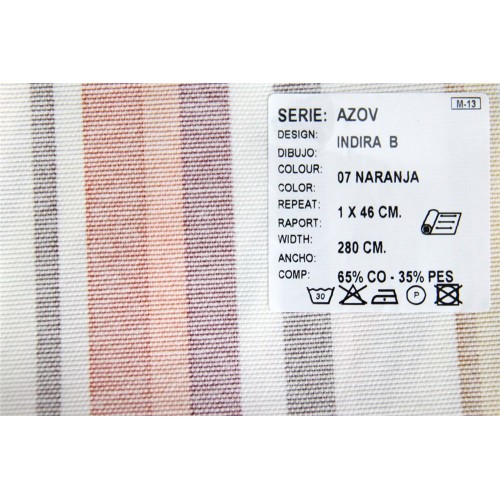 M-13
SERIE: AZOV
DESIGN:
DIBUJO: INDIRA B
COLOUR:
COLOR: 07 NARANJA
REPEAT:
RAPORT: 1 X 46 CM.
WIDTH:
ANCHO: 280 CM.
COMP: 65% CO - 35% PES
30 P